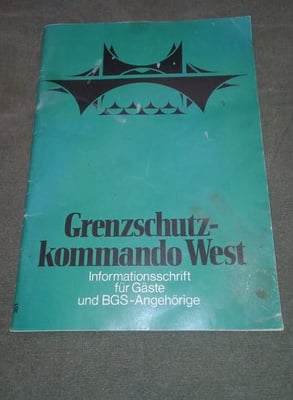 Grenzschutz-
kommando West
Informationsschrift
für Gäste
und BGS-Angehörige